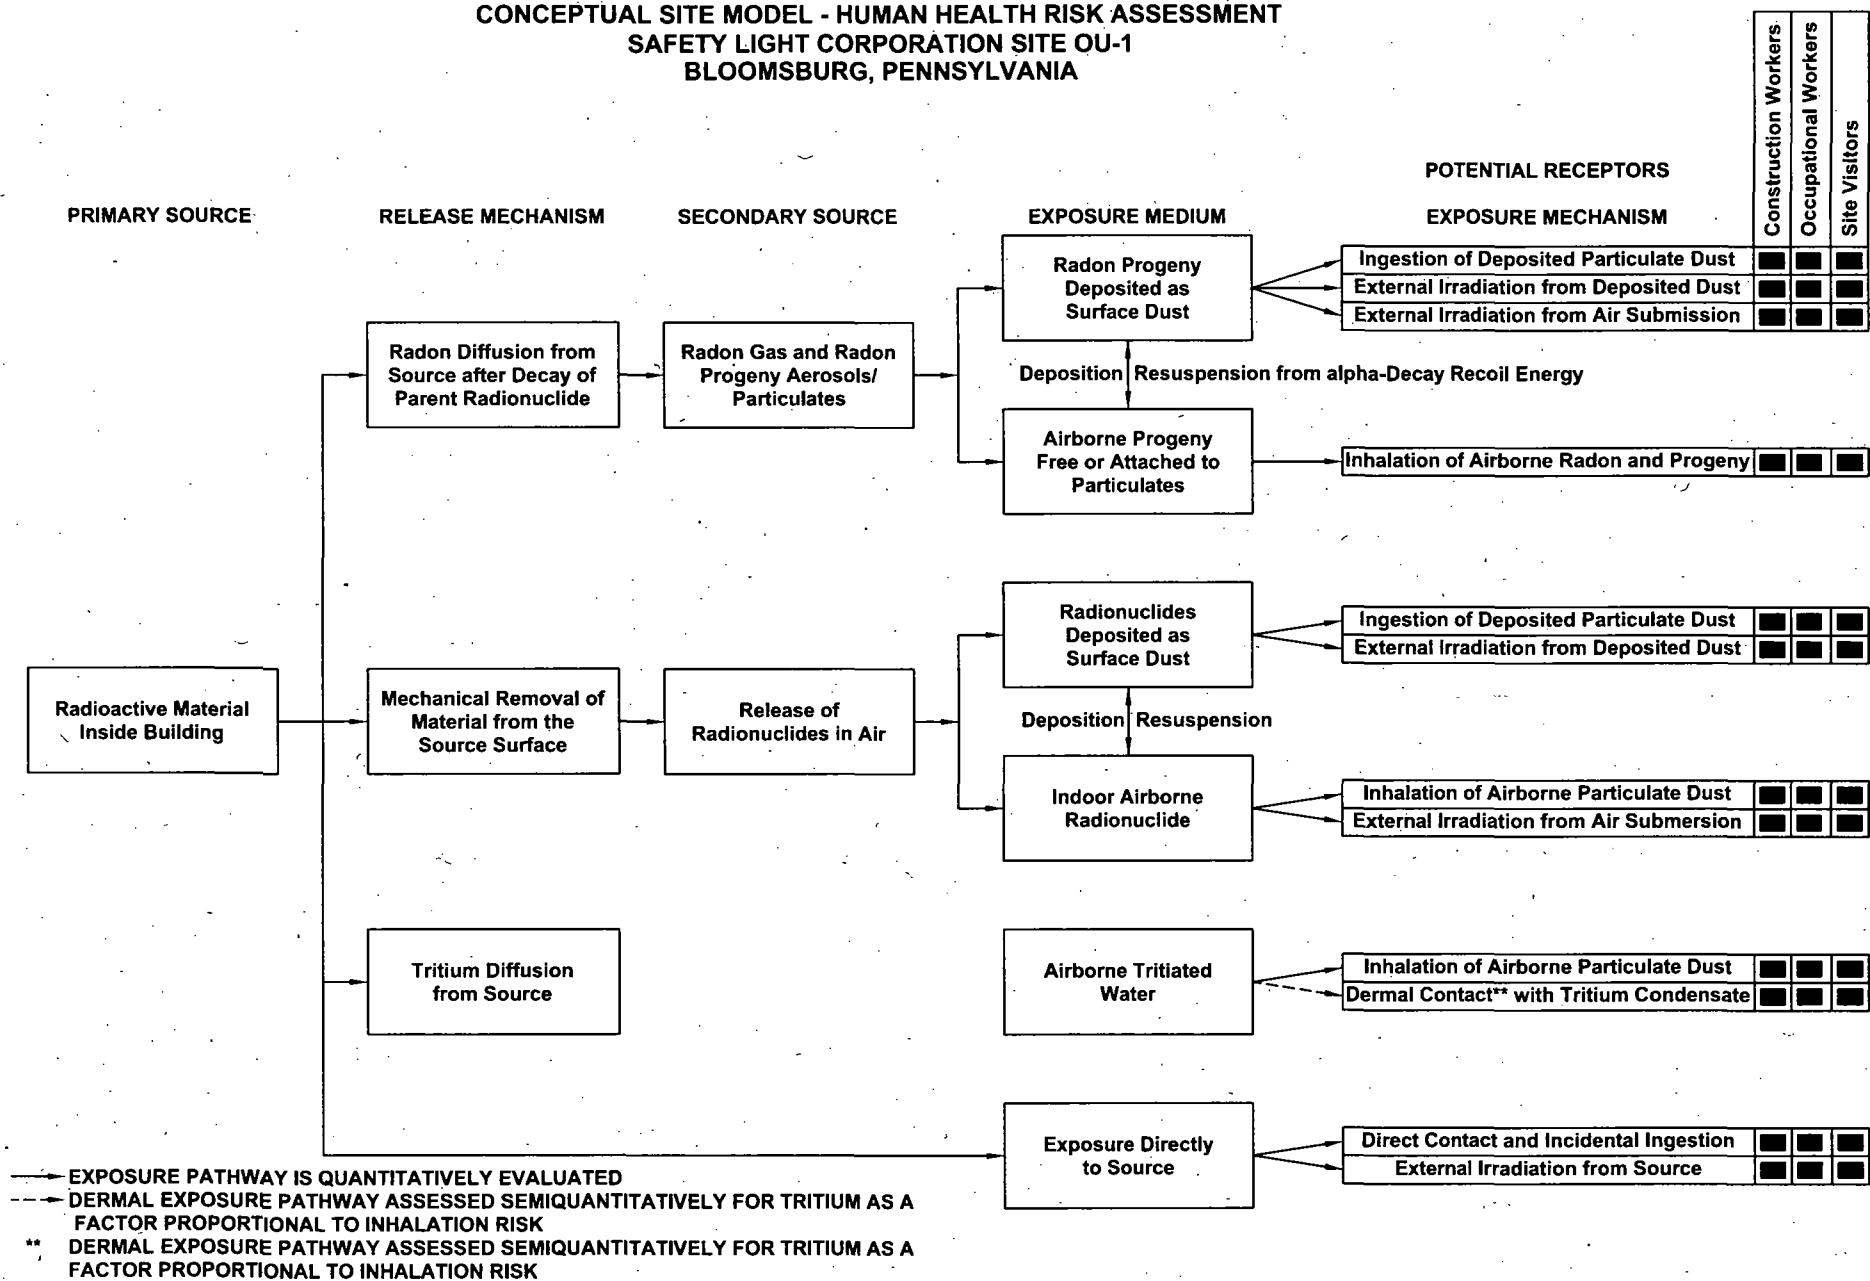 CONCEPTUAL SITE MODEL - HUMAN HEALTH RISK ASSESSMENT
SAFETY LIGHT CORPORATION SITE OU-1
BLOOMSBURG, PENNSYLVANIA
Construction Workers
Occupational Workers
Site Visitors
POTENTIAL RECEPTORS
PRIMARY SOURCE
RELEASE MECHANISM
SECONDARY SOURCE
EXPOSURE MEDIUM
EXPOSURE MECHANISM
Radon Progeny
Deposited as
Surface Dust
Ingestion of Deposited Particulate Dust
External Irradiation from Deposited Dust
External Irradiation from Air Submission
Radon Diffusion from
Source after Decay of
Parent Radionuclide
Radon Gas and Radon
Progeny Aerosols/
Particulates
Deposition
Resuspension from alpha-Decay Recoil Energy
Airborne Progeny
Free or Attached to
Particulates
Inhalation of Airborne Radon and Progeny
Radionuclides
Deposited as
Surface Dust
Ingestion of Deposited Particulate Dust
External Irradiation from Deposited Dust
Radioactive Material
Inside Building
Mechanical Removal of
Material from the
Source Surface
Release of
Radionuclides in Air
Deposition
Resuspension
Indoor Airborne
Radionuclide
Inhalation of Airborne Particulate Dust
External Irradiation from Air Submersion
Tritium Diffusion
from Source
Airborne Tritiated
Water
Inhalation of Airborne Particulate Dust
Dermal Contact** with Tritium Condensate
Exposure Directly
to Source
Direct Contact and Incidental Ingestion
External Irradiation from Source
EXPOSURE PATHWAY IS QUANTITATIVELY EVALUATED
DERMAL EXPOSURE PATHWAY ASSESSED SEMIQUANTITATIVELY FOR TRITIUM AS A
FACTOR PROPORTIONAL TO INHALATION RISK
** DERMAL EXPOSURE PATHWAY ASSESSED SEMIQUANTITATIVELY FOR TRITIUM AS A
FACTOR PROPORTIONAL TO INHALATION RISK